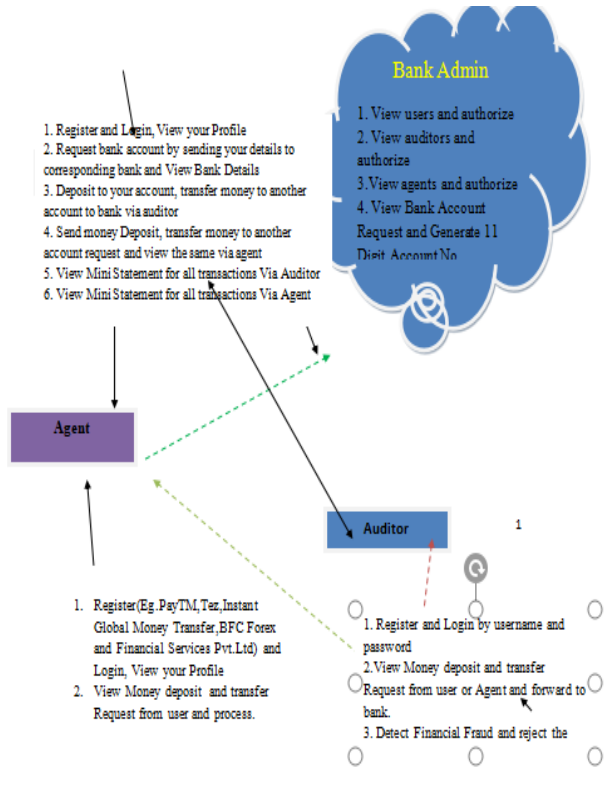 Bank Admin
1. View users and authorize
2. View auditors and
authorize
3.View agents and authorize
4. View Bank Account
Request and Generate 11
Digit Account No
1. Register and Login, View your Profile
2. Request bank account by sending your details to
corresponding bank and View Bank Details
3. Deposit to your account, transfer money to another
account to bank via auditor
4. Send money Deposit, transfer money to another
account request and view the same via agent
5. View Mini Statement for all transactions Via Auditor
6. View Mini Statement for all transactions Via Agent
Agent
Auditor
1
1. Register(Eg.PayTM,Tez,Instant
Global Money Transfer,BFC Forex
and Financial Services Pvt.Ltd) and
Login, View your Profile
2. View Money deposit and transfer
Request from user and process.
1. Register and Login by username and
password
2.View Money deposit and transfer
Request from user or Agent and forward to
bank.
3. Detect Financial Fraud and reject the